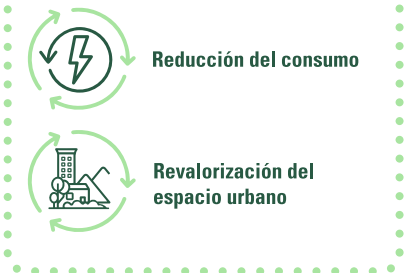 Reducción del consumo
Revalorización del
espacio urbano